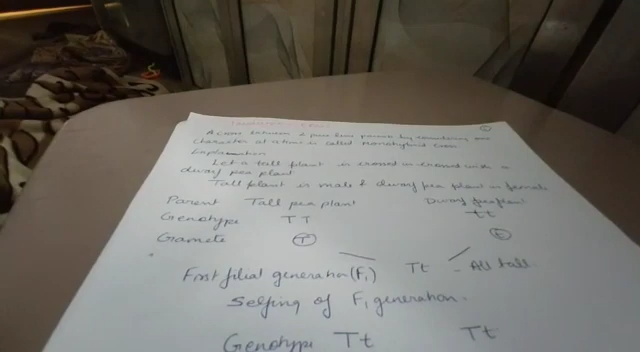 Monohybrid Cross
A cross between 2 pure line parents by considering one
character at a time is called Monohybrid Cross.
Explanation
Let a tall plant is crossed with a
dwarf pea plant
Tall plant is male & dwarf pea plant is female
Parent Tall pea plant Dwarf pea plant
Genotype TT tt
Gamete T t
First filial generation (F1) Tt - All tall
Selfing of F1 generation.
Genotype Tt Tt